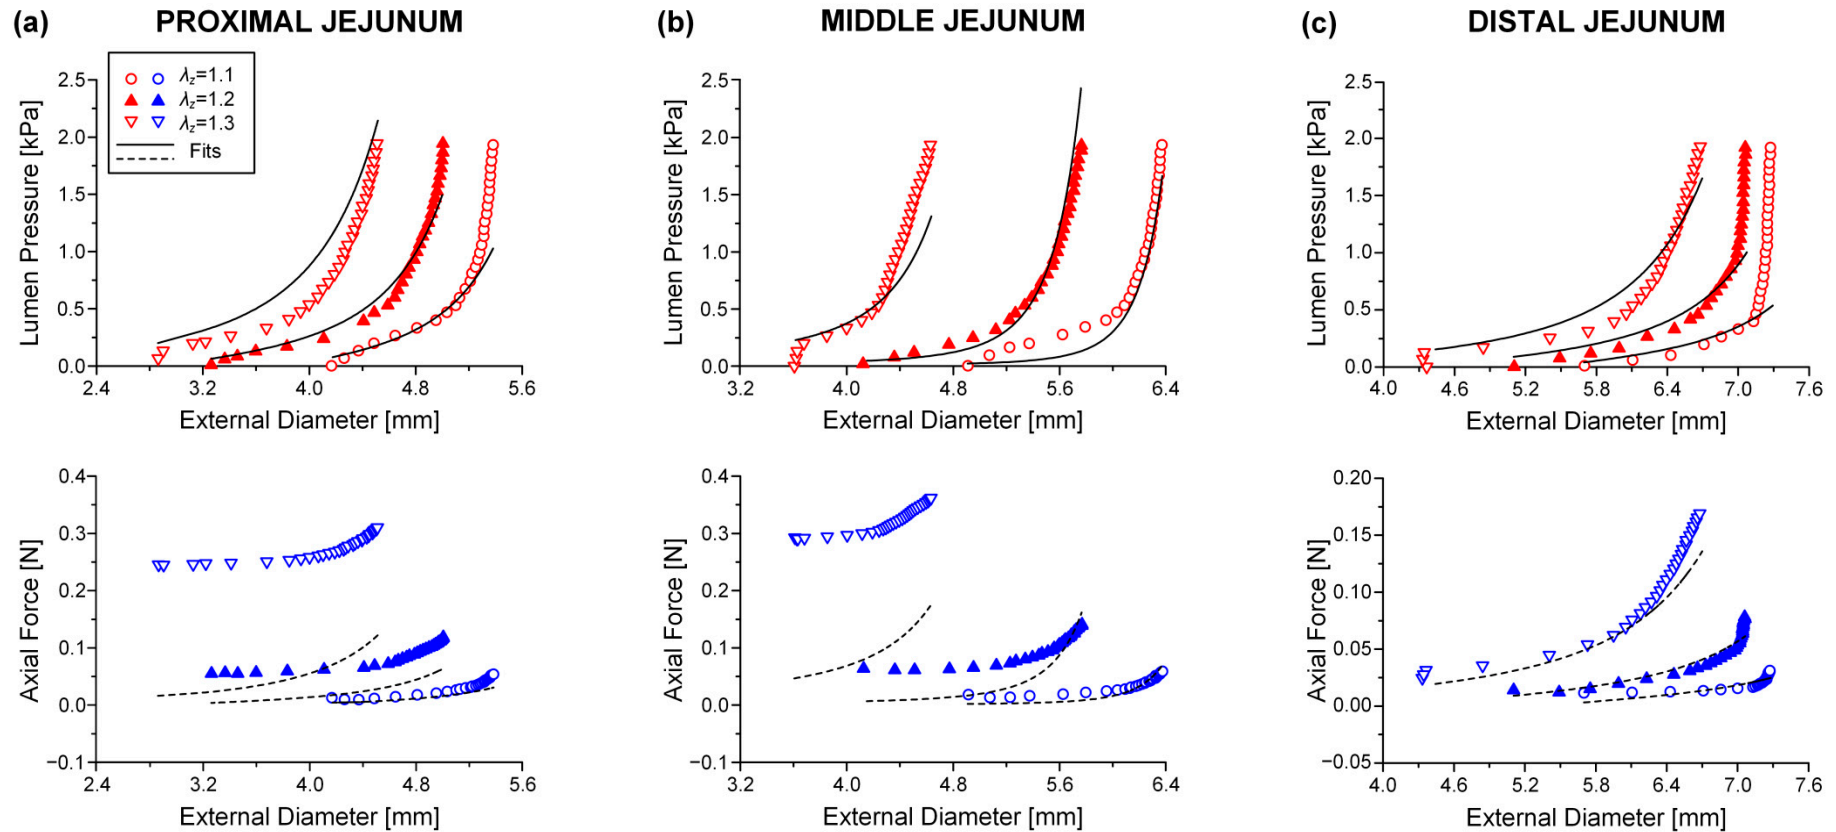 (a) PROXIMAL JEJUNUM
λz=1.1
λz=1.2
λz=1.3
Fits
Lumen Pressure [kPa]
2.5
2.0
1.5
1.0
0.5
0.0
2.4 3.2 4.0 4.8 5.6
External Diameter [mm]
Axial Force [N]
0.4
0.3
0.2
0.1
0.0
−0.1
2.4 3.2 4.0 4.8 5.6
External Diameter [mm]
(b) MIDDLE JEJUNUM
Lumen Pressure [kPa]
2.5
2.0
1.5
1.0
0.5
0.0
3.2 4.0 4.8 5.6 6.4
External Diameter [mm]
Axial Force [N]
0.4
0.3
0.2
0.1
0.0
−0.1
3.2 4.0 4.8 5.6 6.4
External Diameter [mm]
(c) DISTAL JEJUNUM
Lumen Pressure [kPa]
2.5
2.0
1.5
1.0
0.5
0.0
4.0 4.6 5.2 5.8 6.4 7.0 7.6
External Diameter [mm]
Axial Force [N]
0.20
0.15
0.10
0.05
0.00
−0.05
4.0 4.6 5.2 5.8 6.4 7.0 7.6
External Diameter [mm]